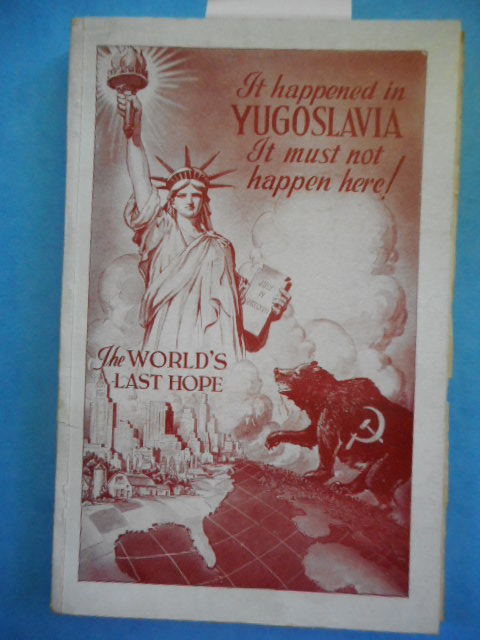 It happened in
YUGOSLAVIA
It must not
happen here!
The WORLD'S
LAST HOPE